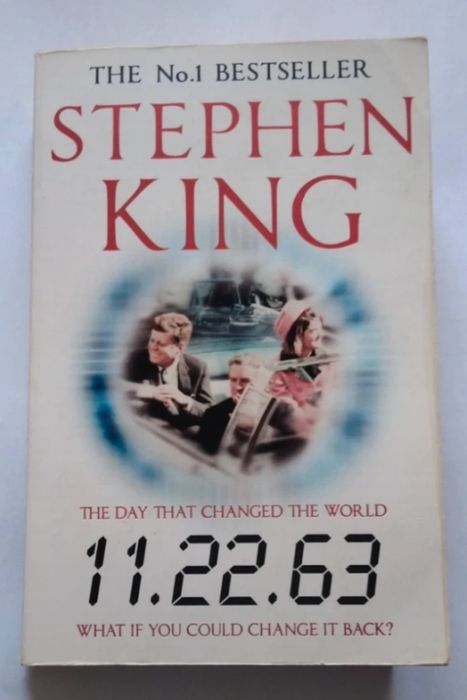 THE No.1 BESTSELLER
STEPHEN
KING
THE DAY THAT CHANGED THE WORLD
11.22.63
WHAT IF YOU COULD CHANGE IT BACK?